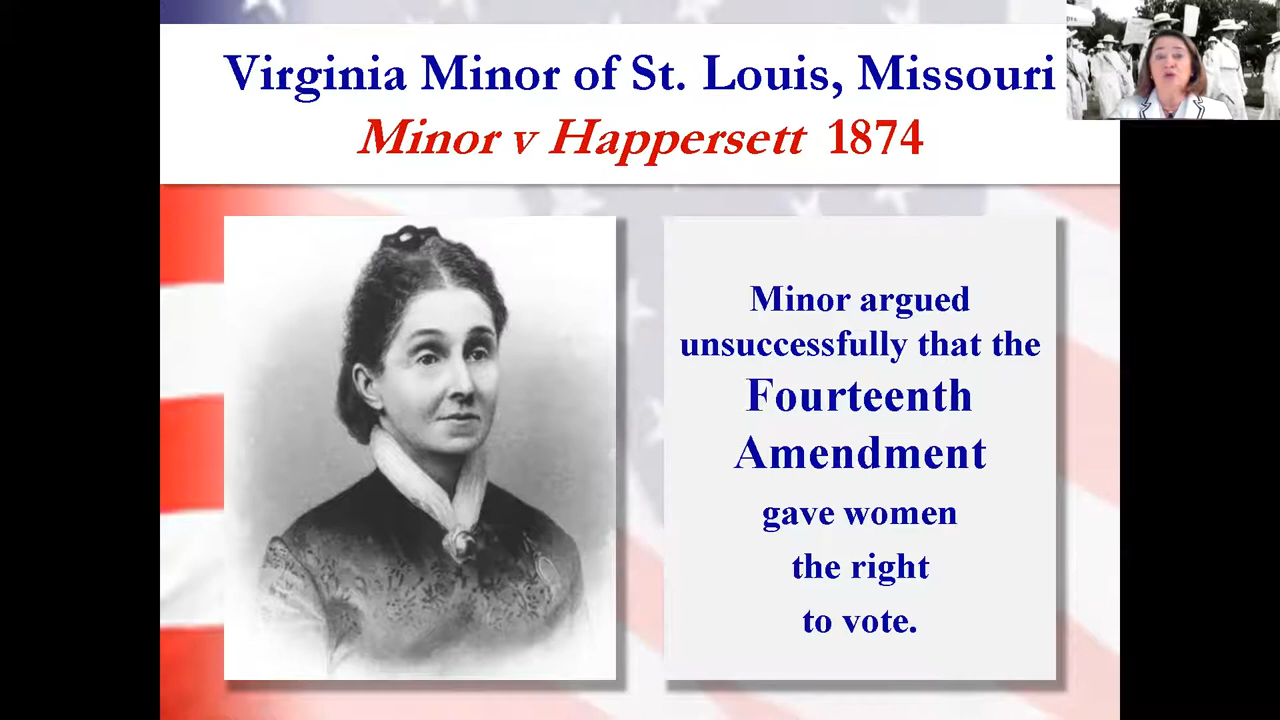 Virginia Minor of St. Louis, Missouri
Minor v Happersett 1874
Minor argued
unsuccessfully that the
Fourteenth
Amendment
gave women
the right
to vote.